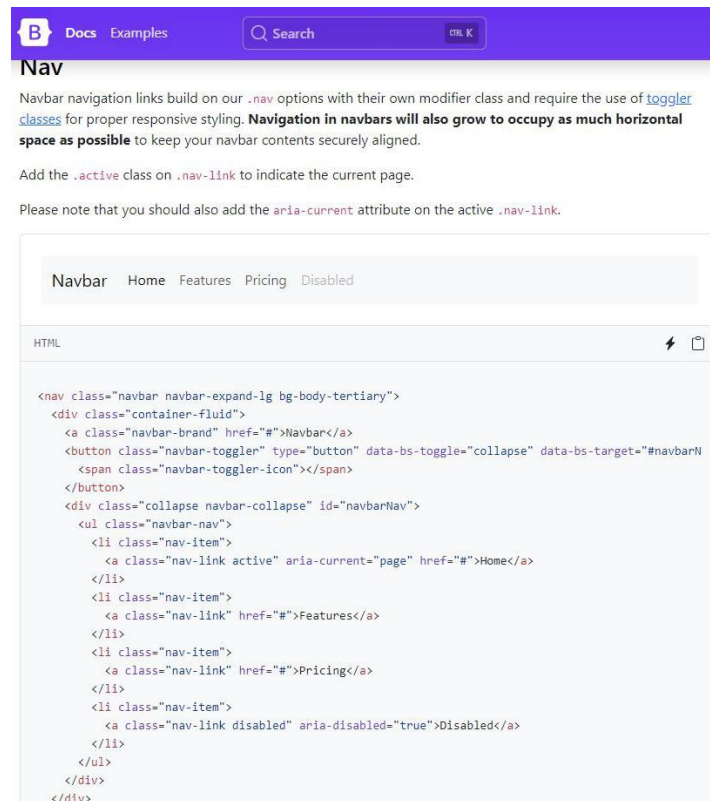 B Docs Examples Search CTRL K
Nav
Navbar navigation links build on our .nav options with their own modifier class and require the use of toggler
classes for proper responsive styling. Navigation in navbars will also grow to occupy as much horizontal
space as possible to keep your navbar contents securely aligned.
Add the .active class on .nav-link to indicate the current page.
Please note that you should also add the aria-current attribute on the active .nav-link.
Navbar Home Features Pricing Disabled
HTML
<nav class="navbar navbar-expand-lg bg-body-tertiary">
  <div class="container-fluid">
    <a class="navbar-brand" href="#">Navbar</a>
    <button class="navbar-toggler" type="button" data-bs-toggle="collapse" data-bs-target="#navbarN
      <span class="navbar-toggler-icon"></span>
    </button>
    <div class="collapse navbar-collapse" id="navbarNav">
      <ul class="navbar-nav">
        <li class="nav-item">
          <a class="nav-link active" aria-current="page" href="#">Home</a>
        </li>
        <li class="nav-item">
          <a class="nav-link" href="#">Features</a>
        </li>
        <li class="nav-item">
          <a class="nav-link" href="#">Pricing</a>
        </li>
        <li class="nav-item">
          <a class="nav-link disabled" aria-disabled="true">Disabled</a>
        </li>
      </ul>
    </div>
  </div>